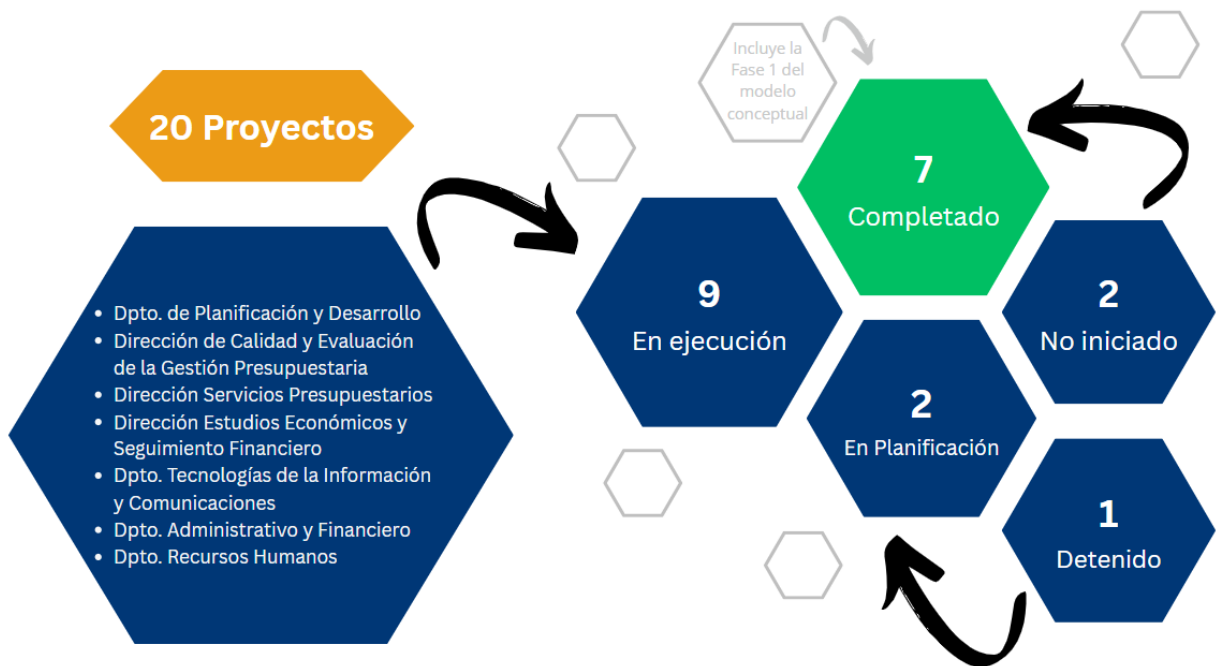 20 Proyectos
• Dpto. de Planificación y Desarrollo
• Dirección de Calidad y Evaluación
de la Gestión Presupuestaria
• Dirección Servicios Presupuestarios
• Dirección Estudios Económicos y
Seguimiento Financiero
• Dpto. Tecnologías de la Información
y Comunicaciones
• Dpto. Administrativo y Financiero
• Dpto. Recursos Humanos
Incluye la
Fase 1 del
modelo
conceptual
7
Completado
9
En ejecución
2
No iniciado
2
En Planificación
1
Detenido